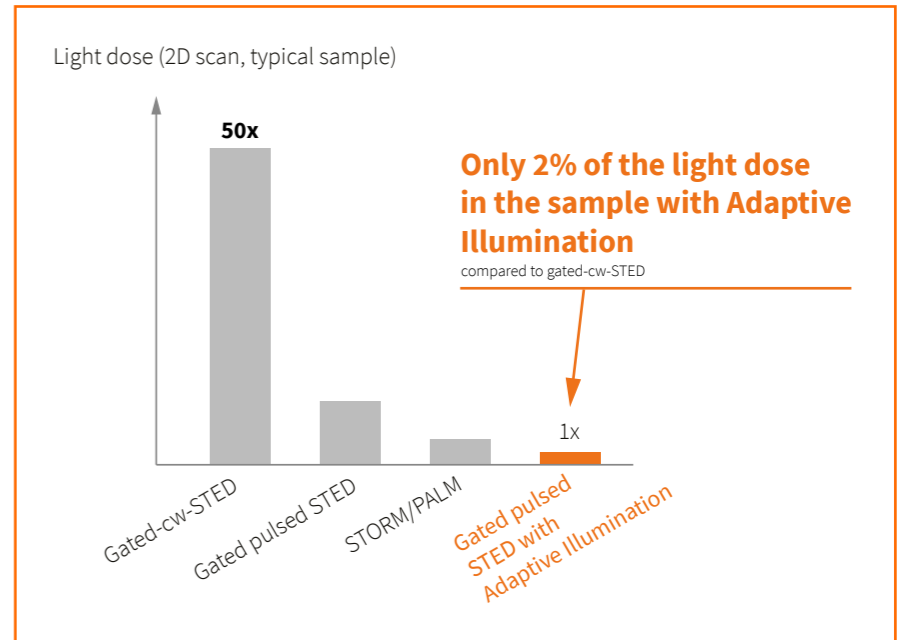 Light dose (2D scan, typical sample)
50x
Only 2% of the light dose
in the sample with Adaptive
Illumination
compared to gated-cw-STED
1x
Gated-cw-STED
Gated pulsed STED
STORM/PALM
Gated pulsed
STED with
Adaptive Illumination